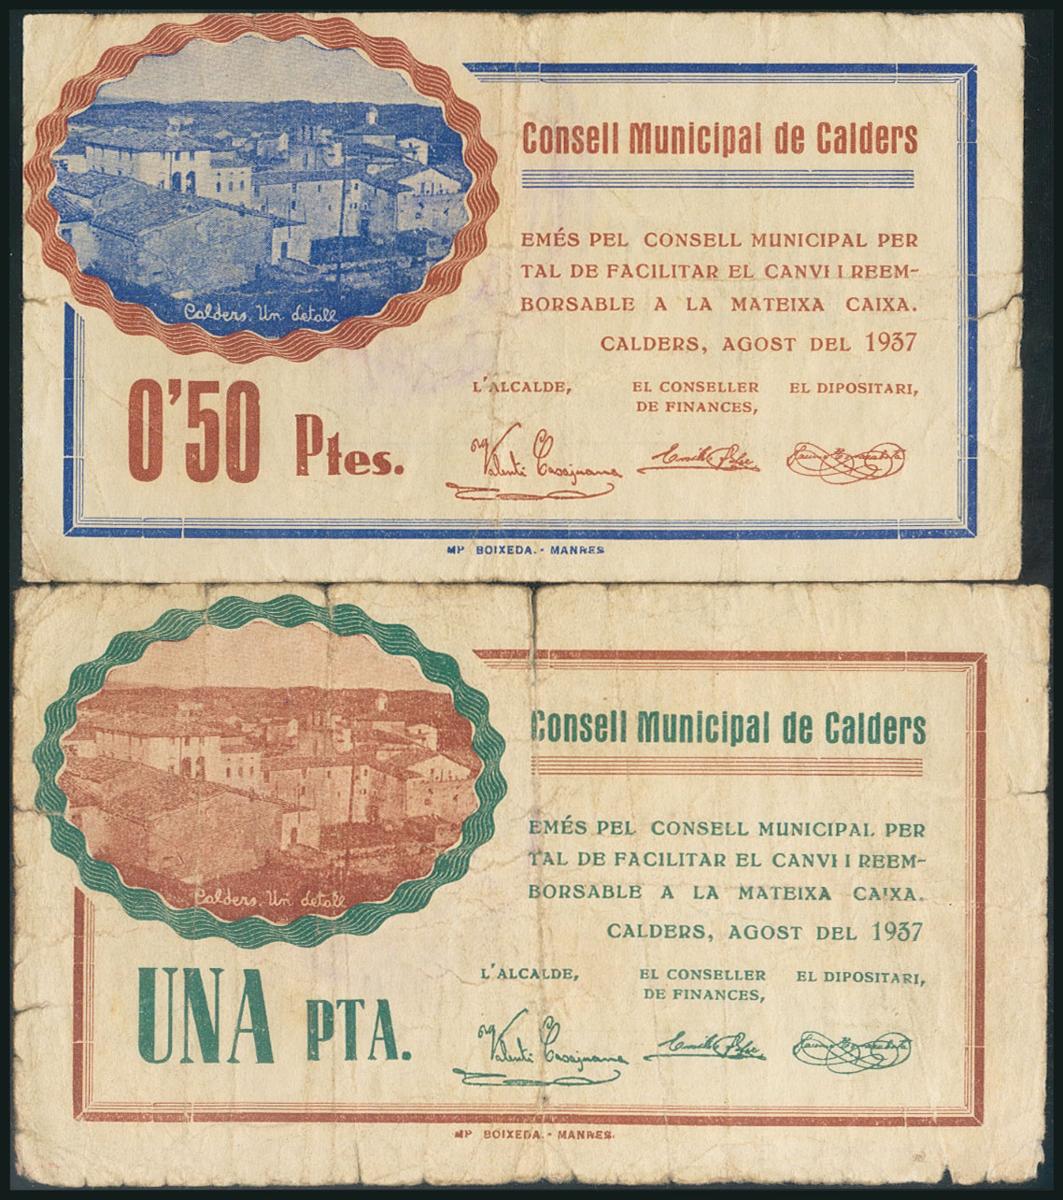 Consell Municipal de Calders
EMÉS PEL CONSELL MUNICIPAL PER
TAL DE FACILITAR EL CANVI I REEM-
BORSABLE A LA MATEIXA CAIXA.
CALDERS, AGOST DEL 1937
Calders. Un detall
0'50 Ptes.
L'ALCALDE, EL CONSELLER DE FINANCES, EL DIPOSITARI,
Valentí Casajuana
MP BOIXEDA. - MANRES
Consell Municipal de Calders
EMÉS PEL CONSELL MUNICIPAL PER
TAL DE FACILITAR EL CANVI I REEM-
BORSABLE A LA MATEIXA CAIXA.
CALDERS, AGOST DEL 1937
Calders. Un detall
UNA PTA.
L'ALCALDE, EL CONSELLER DE FINANCES, EL DIPOSITARI,
Valentí Casajuana
MP BOIXEDA. - MANRES.